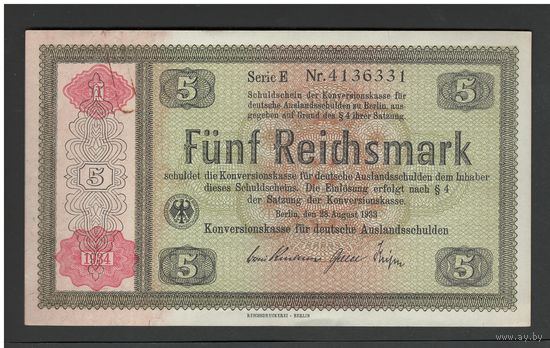 5
5
Serie E Nr. 4136331
Schuldschein der Konversionskasse für
deutsche Auslandsschulden zu Berlin, aus-
gegeben auf Grund des § 4 ihrer Satzung.
Fünf Reichsmark
schuldet die Konversionskasse für deutsche Auslandsschulden dem Inhaber
dieses Schuldscheins. Die Einlösung erfolgt nach § 4
der Satzung der Konversionskasse.
Berlin, den 28. August 1933
Konversionskasse für deutsche Auslandsschulden
5
1934
5
5
REICHSDRUCKEREI · BERLIN
www.ay.by